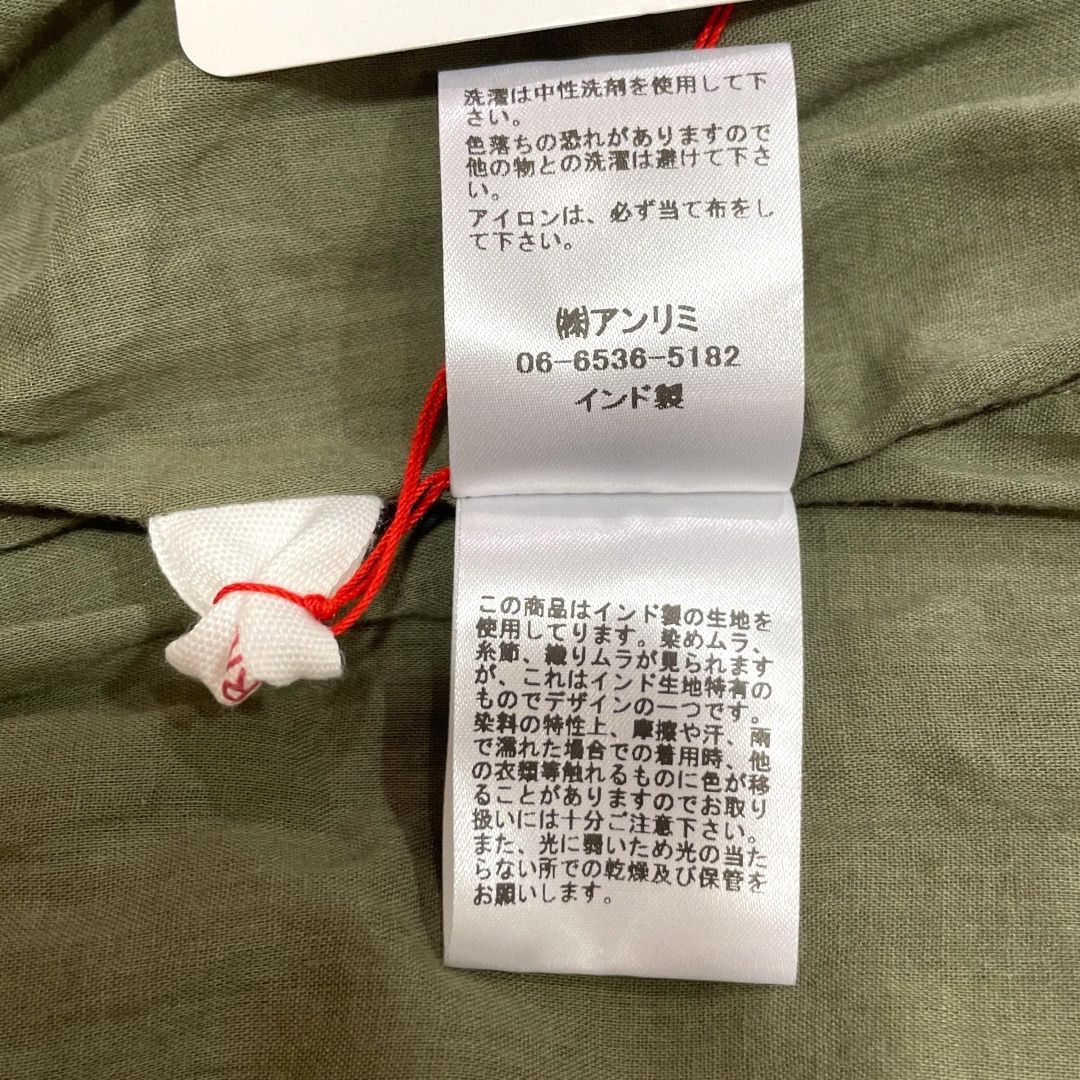 洗濯は中性洗剤を使用して下
さい。
色落ちの恐れがありますので
他の物との洗濯は避けて下さ
い。
アイロンは、必ず当て布をし
て下さい。
㈱アンリミ
06-6536-5182
インド製
この商品はインド製の生地を
使用してります。染めムラ、
糸節、織りムラが見られます
が、これはインド生地特有の
ものでデザインの一つです。
染料の特性上、摩擦や汗、雨
で濡れた場合での着用時、他
の衣類等触れるものに色が移
ることがありますのでお取り
扱いには十分ご注意下さい。
また、光に弱いため光の当た
らない所での乾燥及び保管を
お願いします。